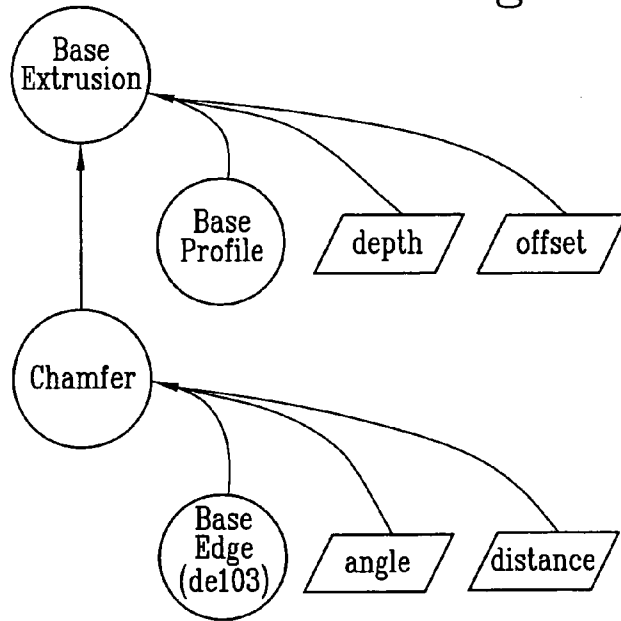 g
Base
Extrusion
Base
Profile
depth
offset
Chamfer
Base
Edge
(de103)
angle
distance